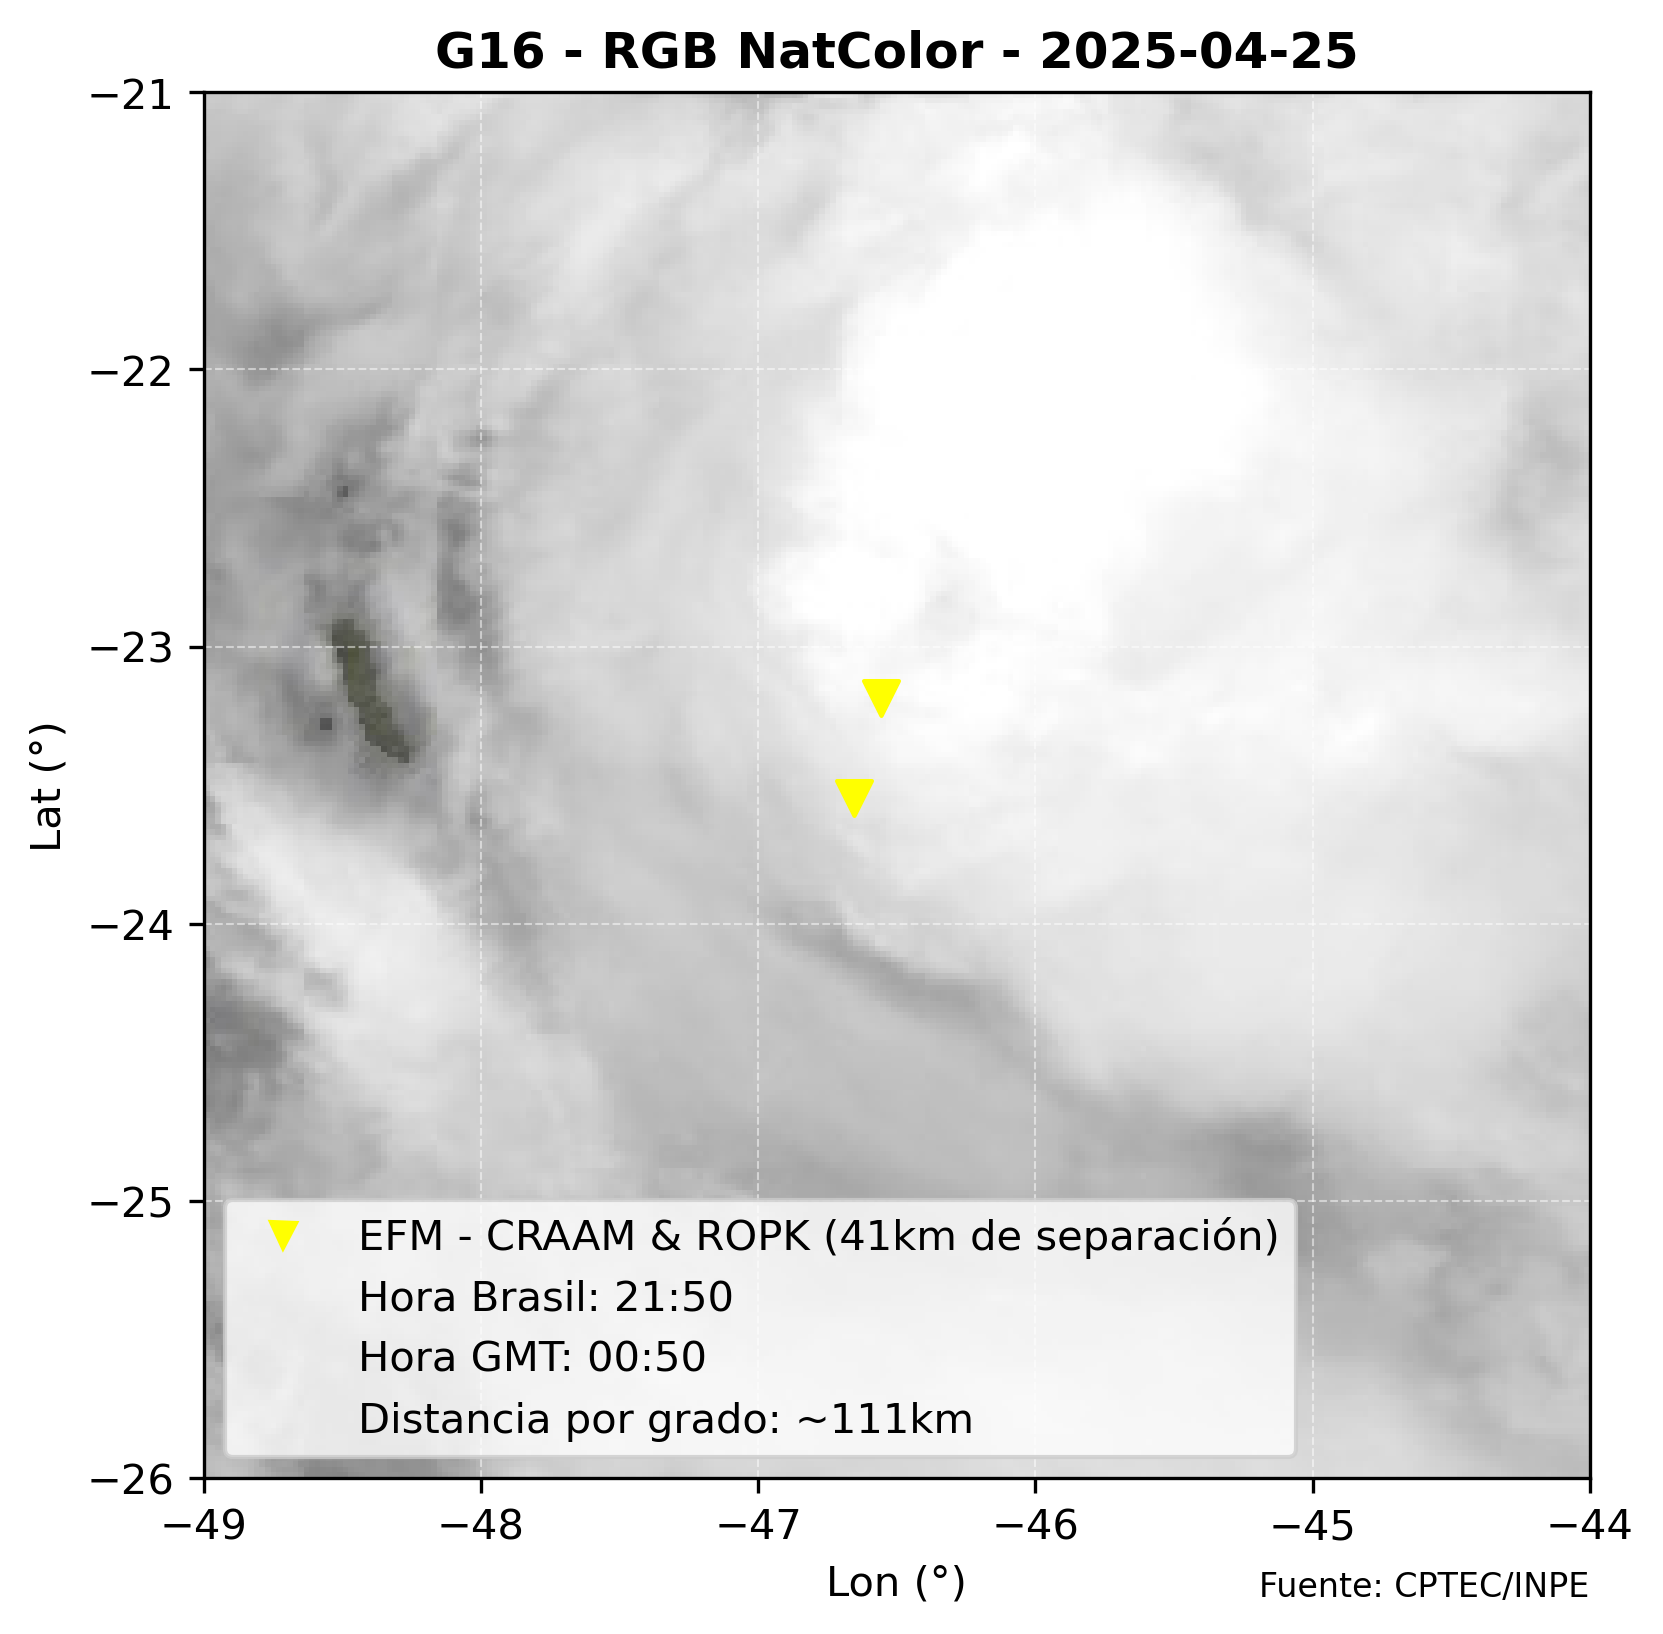 G16 - RGB NatColor - 2025-04-25
−21
−22
−23
−24
−25
−26
Lat (°)
EFM - CRAAM & ROPK (41km de separación)
Hora Brasil: 21:50
Hora GMT: 00:50
Distancia por grado: ~111km
−49
−48
−47
−46
−45
−44
Lon (°)
Fuente: CPTEC/INPE